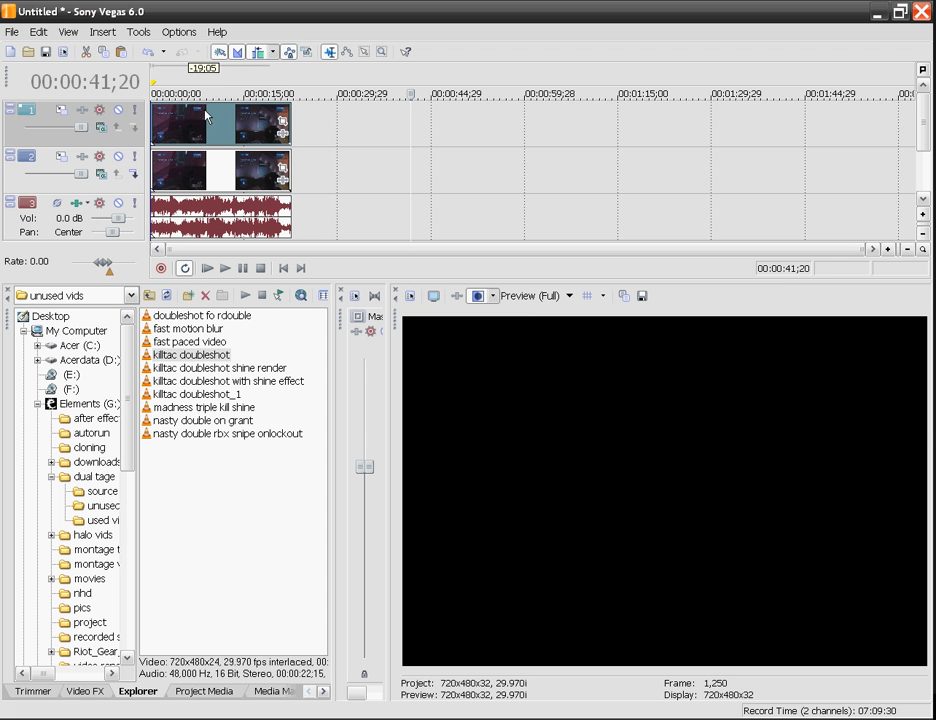 Untitled * - Sony Vegas 6.0
File Edit View Insert Tools Options Help
-19;05
00:00:41;20
00:00:00;00 00:00:15;00 00:00:29;29 00:00:44;29 00:00:59;28 00:01:15;00 00:01:29;29 00:01:44;29 00:0
1
2
3
Vol: 0.0 dB
Pan: Center
Rate: 0.00
00:00:41;20
unused vids
Preview (Full)
Desktop
My Computer
Acer (C:)
Acerdata (D:)
(E:)
(F:)
Elements (G:)
after effec
autorun
cloning
downloads
dual tage
source
unused
used vi
halo vids
montage t
montage v
movies
nhd
pics
project
recorded s
Riot_Gear_
doubleshot fo rdouble
fast motion blur
fast paced video
killtac doubleshot
killtac doubleshot shine render
killtac doubleshot with shine effect
killtac doubleshot_1
madness triple kill shine
nasty double on grant
nasty double rbx snipe onlockout
Mas
Video: 720x480x24, 29.970 fps interlaced, 00:
Audio: 48,000 Hz, 16 Bit, Stereo, 00:00:22;15,
Trimmer Video FX Explorer Project Media Media Ma
Project: 720x480x32, 29.970i
Preview: 720x480x32, 29.970i
Frame: 1,250
Display: 720x480x32
Record Time (2 channels): 07:09:30